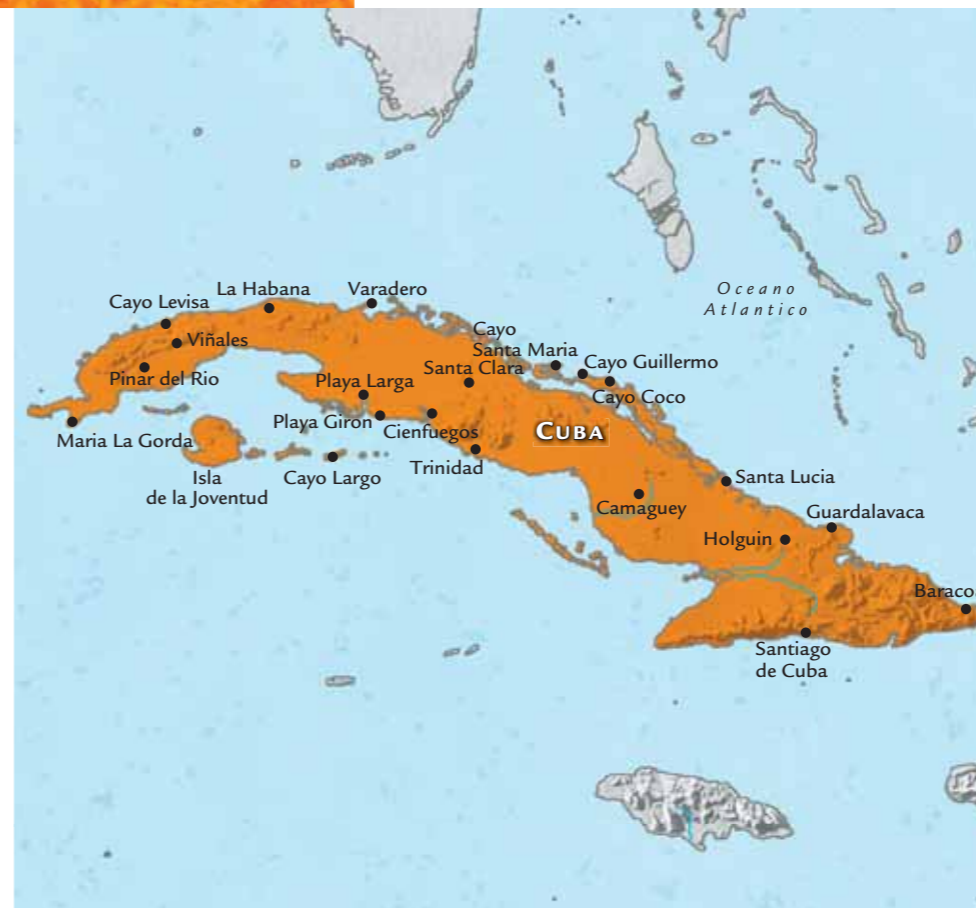 Oceano
Atlantico
La Habana
Varadero
Cayo Levisa
Viñales
Pinar del Rio
Cayo
Santa Maria
Santa Clara
Cayo Guillermo
Cayo Coco
Playa Larga
Playa Giron
Cienfuegos
CUBA
Maria La Gorda
Isla
de la Joventud
Cayo Largo
Trinidad
Santa Lucia
Camaguey
Guardalavaca
Holguin
Baraco
Santiago
de Cuba